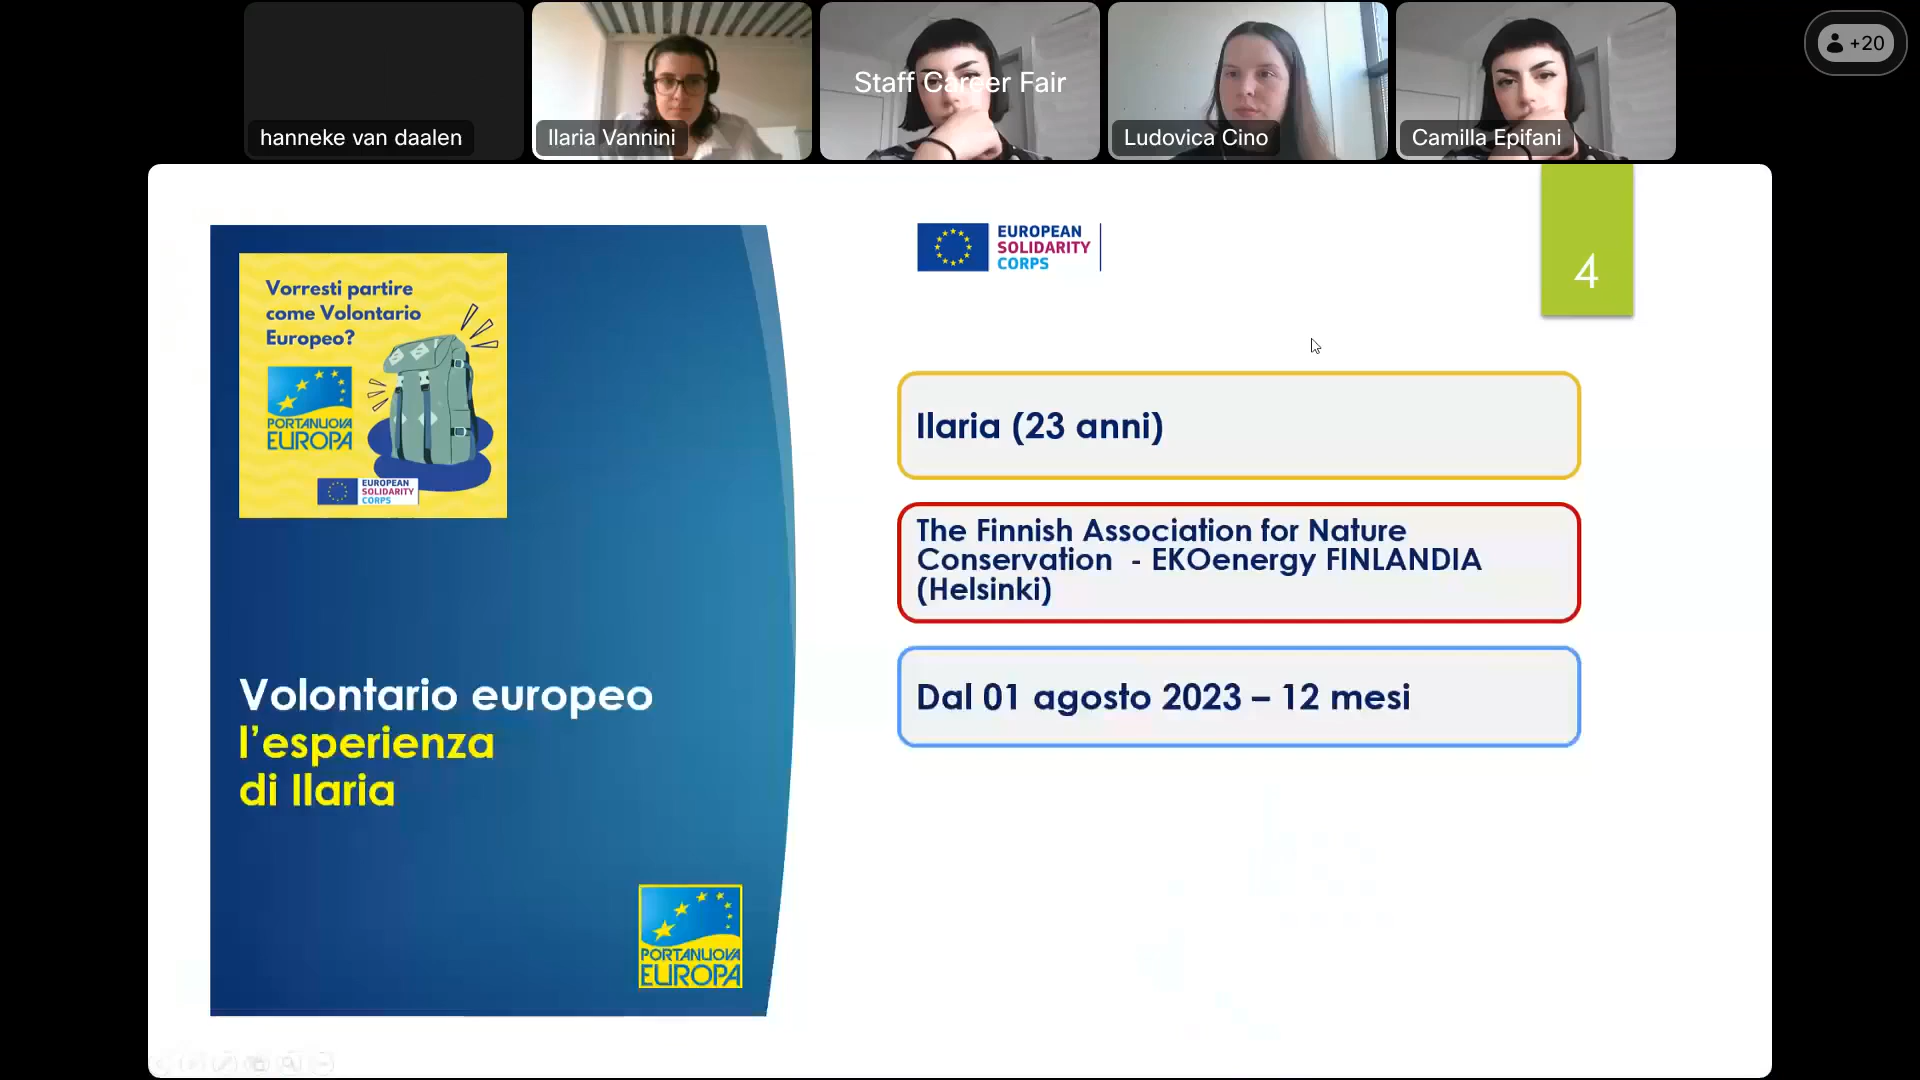 hanneke van daalen
Ilaria Vannini
Staff Career Fair
Ludovica Cino
Camilla Epifani
+20
Vorresti partire
come Volontario
Europeo?
PORTANUOVA
EUROPA
EUROPEAN
SOLIDARITY
CORPS
Volontario europeo
l'esperienza
di Ilaria
PORTANUOVA
EUROPA
EUROPEAN
SOLIDARITY
CORPS
4
Ilaria (23 anni)
The Finnish Association for Nature
Conservation - EKOenergy FINLANDIA
(Helsinki)
Dal 01 agosto 2023 – 12 mesi